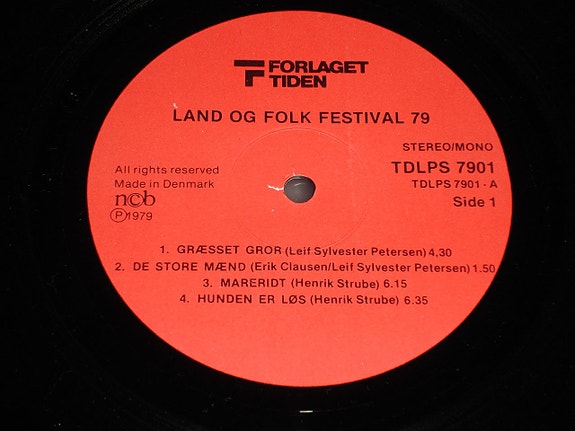 FORLAGET
TIDEN
LAND OG FOLK FESTIVAL 79
STEREO/MONO
TDLPS 7901
TDLPS 7901 - A
Side 1
All rights reserved
Made in Denmark
ncb
Ⓟ1979
1. GRÆSSET GROR (Leif Sylvester Petersen) 4,30
2. DE STORE MÆND (Erik Clausen/Leif Sylvester Petersen) 1.50
3. MARERIDT (Henrik Strube) 6.15
4. HUNDEN ER LØS (Henrik Strube) 6.35